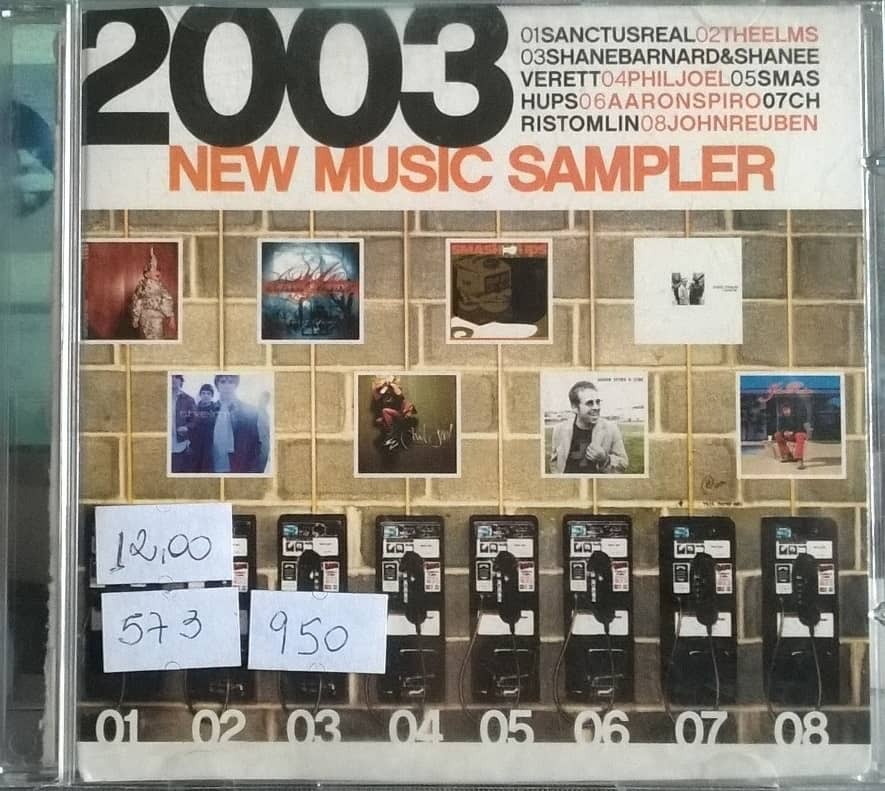 2003
01SANCTUSREAL02THEELMS
03SHANEBARNARD&SHANEE
VERETT04PHILJOEL05SMAS
HUPS06AARONSPIRO07CH
RISTOMLIN08JOHNREUBEN
NEW MUSIC SAMPLER
12,00
573
950
01 02 03 04 05 06 07 08